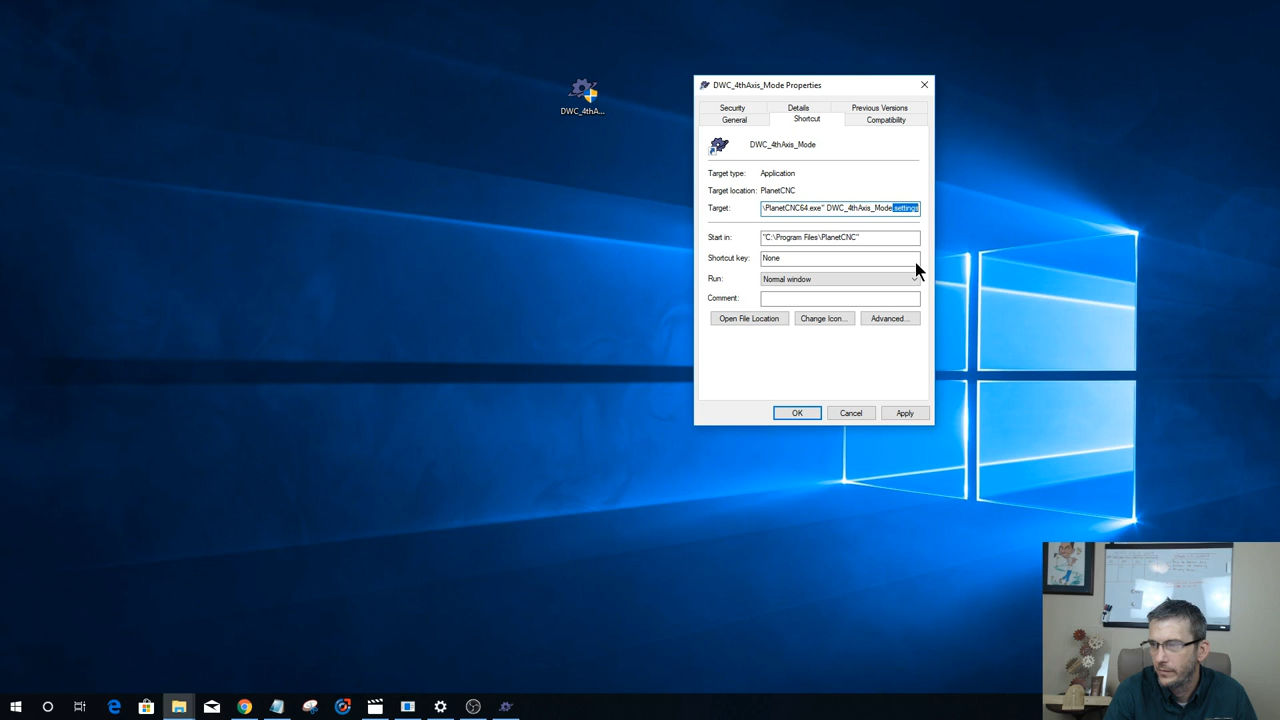 DWC_4thA...
DWC_4thAxis_Mode Properties
Security Details Previous Versions
General Shortcut Compatibility
DWC_4thAxis_Mode
Target type: Application
Target location: PlanetCNC
Target: \PlanetCNC64.exe" DWC_4thAxis_Mode.settings
Start in: "C:\Program Files\PlanetCNC"
Shortcut key: None
Run: Normal window
Comment:
Open File Location Change Icon... Advanced...
OK Cancel Apply